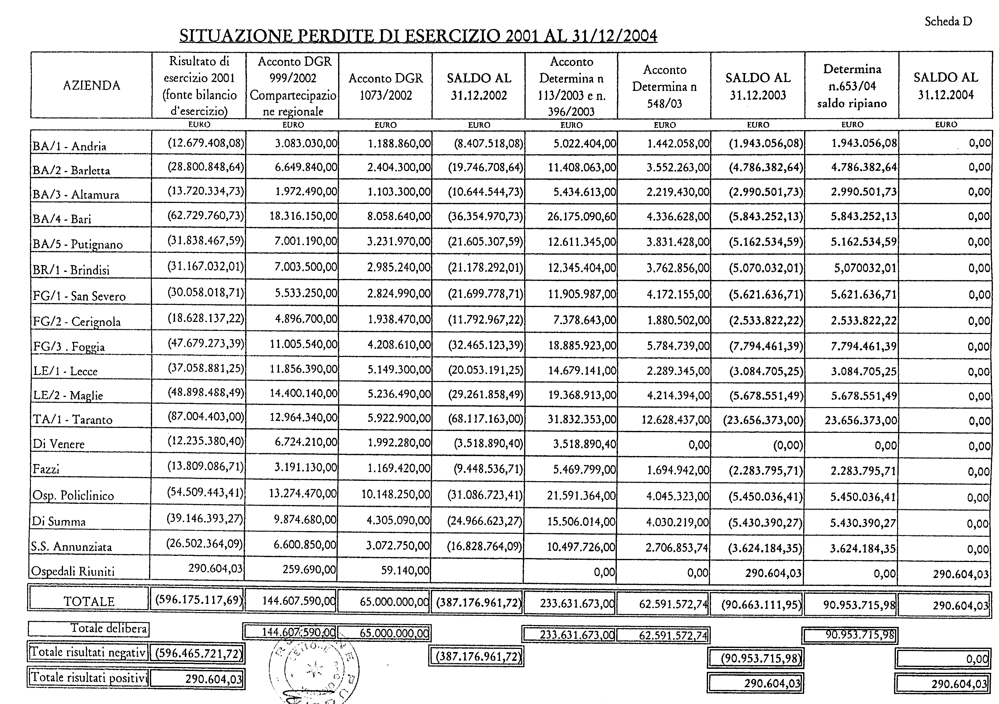 Scheda D
SITUAZIONE PERDITE DI ESERCIZIO 2001 AL 31/12/2004
AZIENDA
Risultato di
esercizio 2001
(fonte bilancio
d'esercizio)
Acconto DGR
999/2002
Compartecipazio
ne regionale
Acconto DGR
1073/2002
SALDO AL
31.12.2002
Acconto
Determina n
113/2003 e n.
396/2003
Acconto
Determina n
548/03
SALDO AL
31.12.2003
Determina
n.653/04
saldo ripiano
SALDO AL
31.12.2004
EURO EURO EURO EURO EURO EURO EURO EURO EURO
BA/1 - Andria (12.679.408,08) 3.083.030,00 1.188.860,00 (8.407.518,08) 5.022.404,00 1.442.058,00 (1.943.056,08) 1.943.056,08 0,00
BA/2 - Barletta (28.800.848,64) 6.649.840,00 2.404.300,00 (19.746.708,64) 11.408.063,00 3.552.263,00 (4.786.382,64) 4.786.382,64 0,00
BA/3 - Altamura (13.720.334,73) 1.972.490,00 1.103.300,00 (10.644.544,73) 5.434.613,00 2.219.430,00 (2.990.501,73) 2.990.501,73 0,00
BA/4 - Bari (62.729.760,73) 18.316.150,00 8.058.640,00 (36.354.970,73) 26.175.090,60 4.336.628,00 (5.843.252,13) 5.843.252,13 0,00
BA/5 - Putignano (31.838.467,59) 7.001.190,00 3.231.970,00 (21.605.307,59) 12.611.345,00 3.831.428,00 (5.162.534,59) 5.162.534,59 0,00
BR/1 - Brindisi (31.167.032,01) 7.003.500,00 2.985.240,00 (21.178.292,01) 12.345.404,00 3.762.856,00 (5.070.032,01) 5,070032,01 0,00
FG/1 - San Severo (30.058.018,71) 5.533.250,00 2.824.990,00 (21.699.778,71) 11.905.987,00 4.172.155,00 (5.621.636,71) 5.621.636,71 0,00
FG/2 - Cerignola (18.628.137,22) 4.896.700,00 1.938.470,00 (11.792.967,22) 7.378.643,00 1.880.502,00 (2.533.822,22) 2.533.822,22 0,00
FG/3 . Foggia (47.679.273,39) 11.005.540,00 4.208.610,00 (32.465.123,39) 18.885.923,00 5.784.739,00 (7.794.461,39) 7.794.461,39 0,00
LE/1 - Lecce (37.058.881,25) 11.856.390,00 5.149.300,00 (20.053.191,25) 14.679.141,00 2.289.345,00 (3.084.705,25) 3.084.705,25 0,00
LE/2 - Maglie (48.898.488,49) 14.400.140,00 5.236.490,00 (29.261.858,49) 19.368.913,00 4.214.394,00 (5.678.551,49) 5.678.551,49 0,00
TA/1 - Taranto (87.004.403,00) 12.964.340,00 5.922.900,00 (68.117.163,00) 31.832.353,00 12.628.437,00 (23.656.373,00) 23.656.373,00 0,00
Di Venere (12.235.380,40) 6.724.210,00 1.992.280,00 (3.518.890,40) 3.518.890,40 0,00 (0,00) 0,00 0,00
Fazzi (13.809.086,71) 3.191.130,00 1.169.420,00 (9.448.536,71) 5.469.799,00 1.694.942,00 (2.283.795,71) 2.283.795,71 0,00
Osp. Policlinico (54.509.443,41) 13.274.470,00 10.148.250,00 (31.086.723,41) 21.591.364,00 4.045.323,00 (5.450.036,41) 5.450.036,41 0,00
Di Summa (39.146.393,27) 9.874.680,00 4.305.090,00 (24.966.623,27) 15.506.014,00 4.030.219,00 (5.430.390,27) 5.430.390,27 0,00
S.S. Annunziata (26.502.364,09) 6.600.850,00 3.072.750,00 (16.828.764,09) 10.497.726,00 2.706.853,74 (3.624.184,35) 3.624.184,35 0,00
Ospedali Riuniti 290.604,03 259.690,00 59.140,00 0,00 0,00 290.604,03 0,00 290.604,03
TOTALE (596.175.117,69) 144.607.590,00 65.000.000,00 (387.176.961,72) 233.631.673,00 62.591.572,74 (90.663.111,95) 90.953.715,98 290.604,03
Totale delibera 144.607.590,00 65.000.000,00 233.631.673,00 62.591.572,74 90.953.715,98
Totale risultati negativ (596.465.721,72) (387.176.961,72) (90.953.715,98) 0,00
Totale risultati positivi 290.604,03 290.604,03 290.604,03